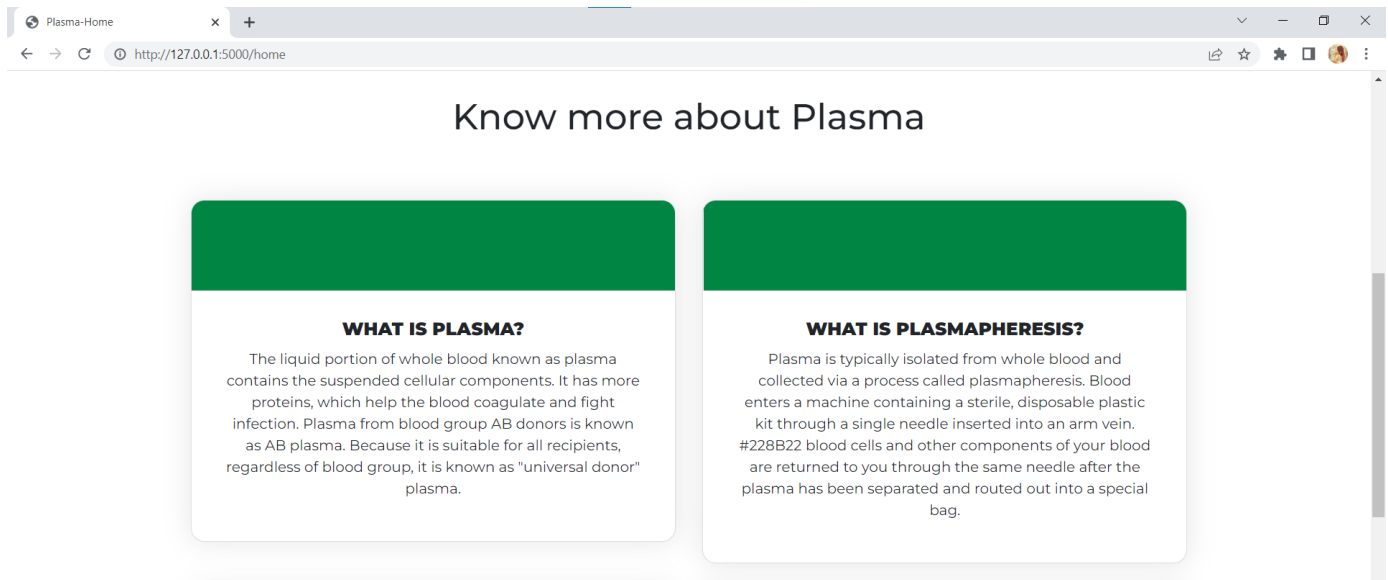 Plasma-Home
http://127.0.0.1:5000/home
Know more about Plasma
WHAT IS PLASMA?
The liquid portion of whole blood known as plasma
contains the suspended cellular components. It has more
proteins, which help the blood coagulate and fight
infection. Plasma from blood group AB donors is known
as AB plasma. Because it is suitable for all recipients,
regardless of blood group, it is known as "universal donor"
plasma.
WHAT IS PLASMAPHERESIS?
Plasma is typically isolated from whole blood and
collected via a process called plasmapheresis. Blood
enters a machine containing a sterile, disposable plastic
kit through a single needle inserted into an arm vein.
#228B22 blood cells and other components of your blood
are returned to you through the same needle after the
plasma has been separated and routed out into a special
bag.